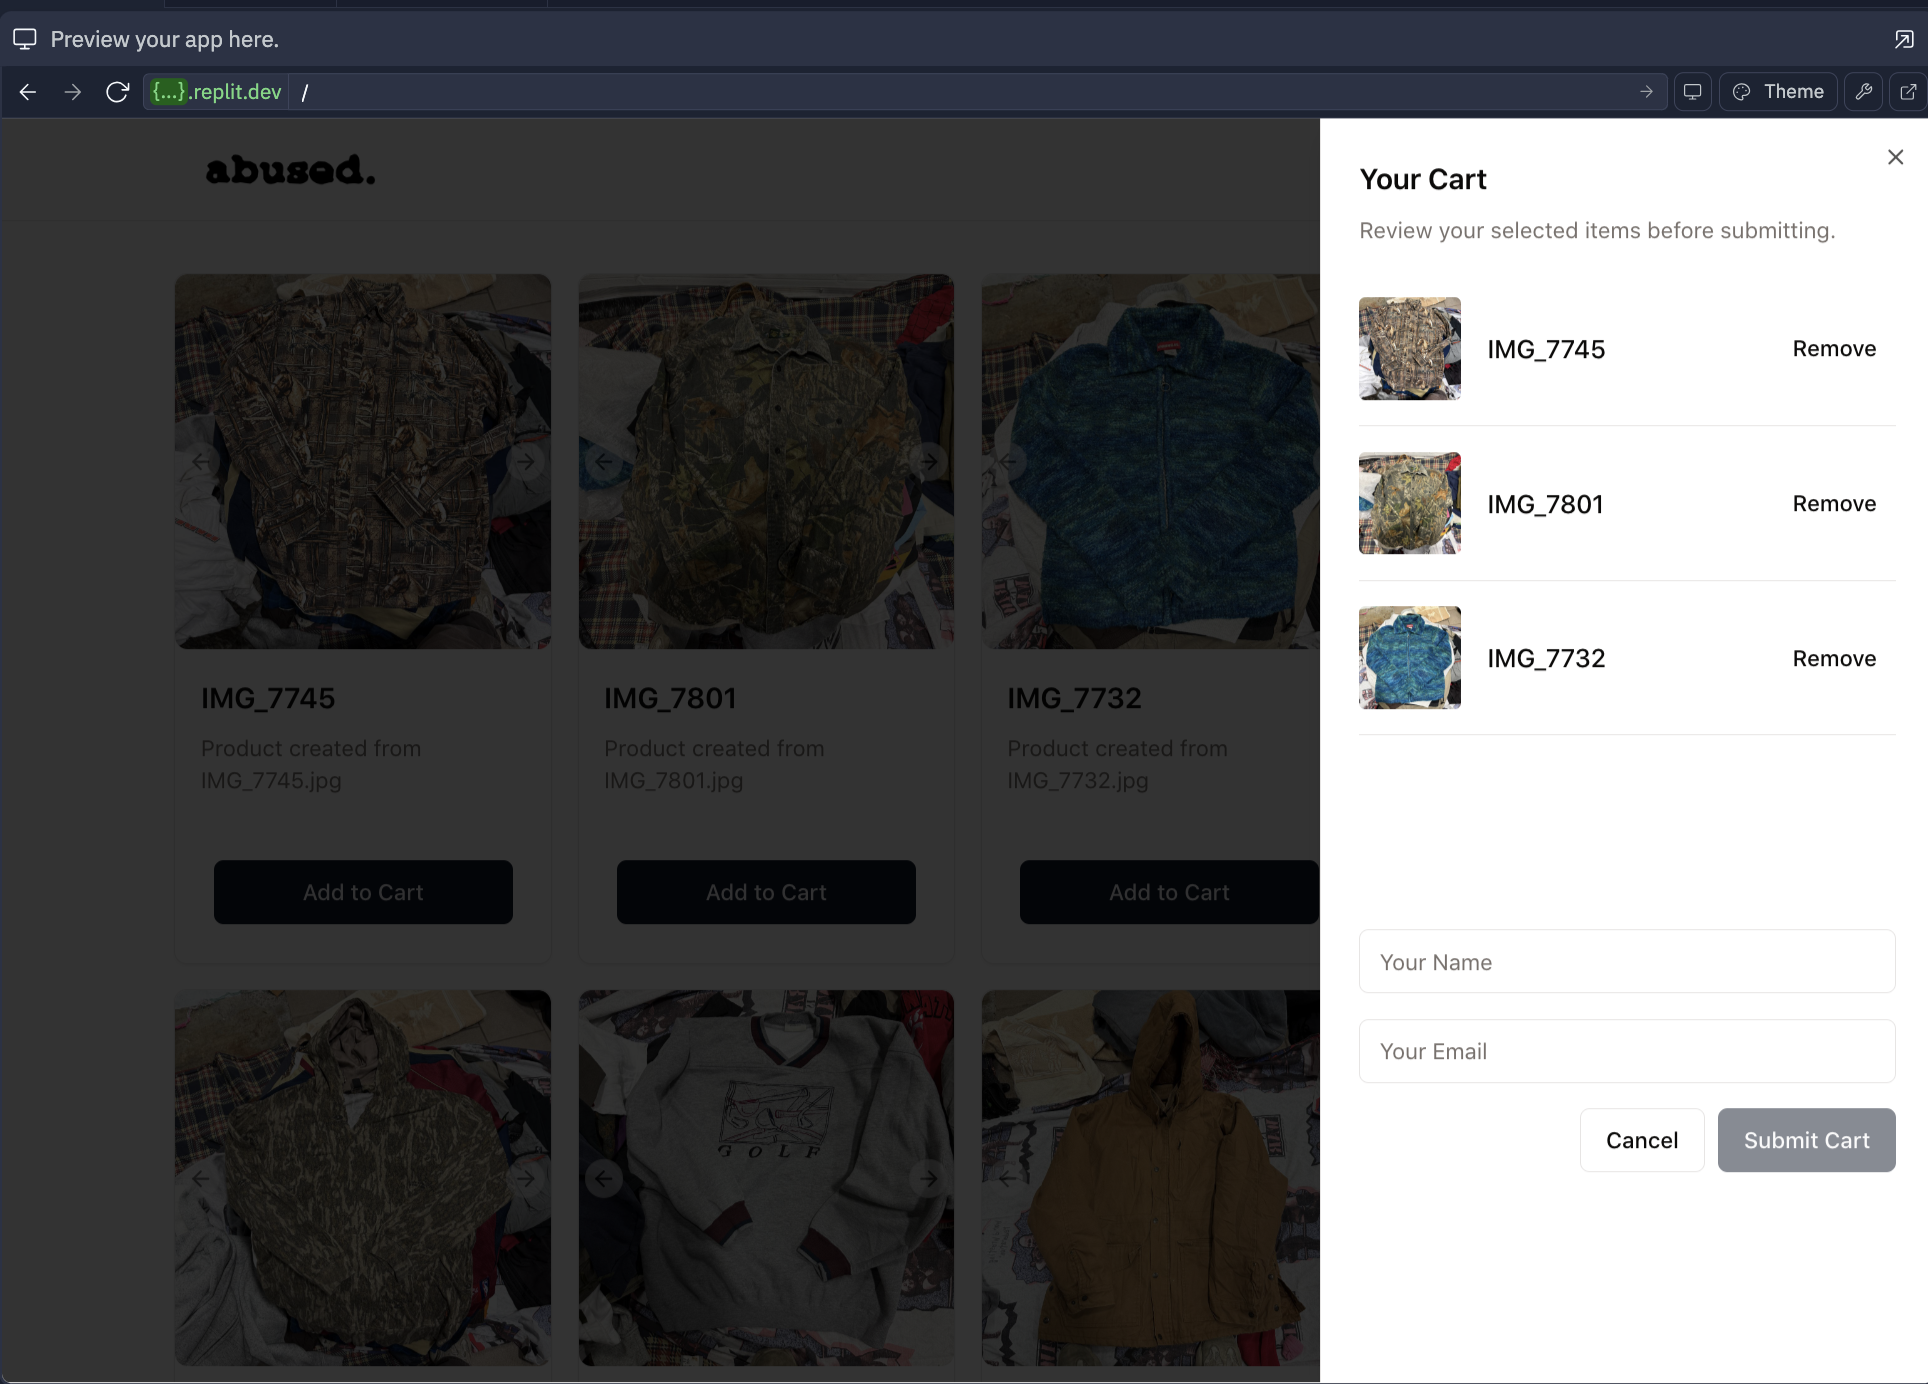 Preview your app here.
{...}.replit.dev /
Theme
abused.
IMG_7745
Product created from
IMG_7745.jpg
Add to Cart
IMG_7801
Product created from
IMG_7801.jpg
Add to Cart
IMG_7732
Product created from
IMG_7732.jpg
Add to Cart
GOLF
Your Cart
Review your selected items before submitting.
IMG_7745
Remove
IMG_7801
Remove
IMG_7732
Remove
Your Name
Your Email
Cancel
Submit Cart